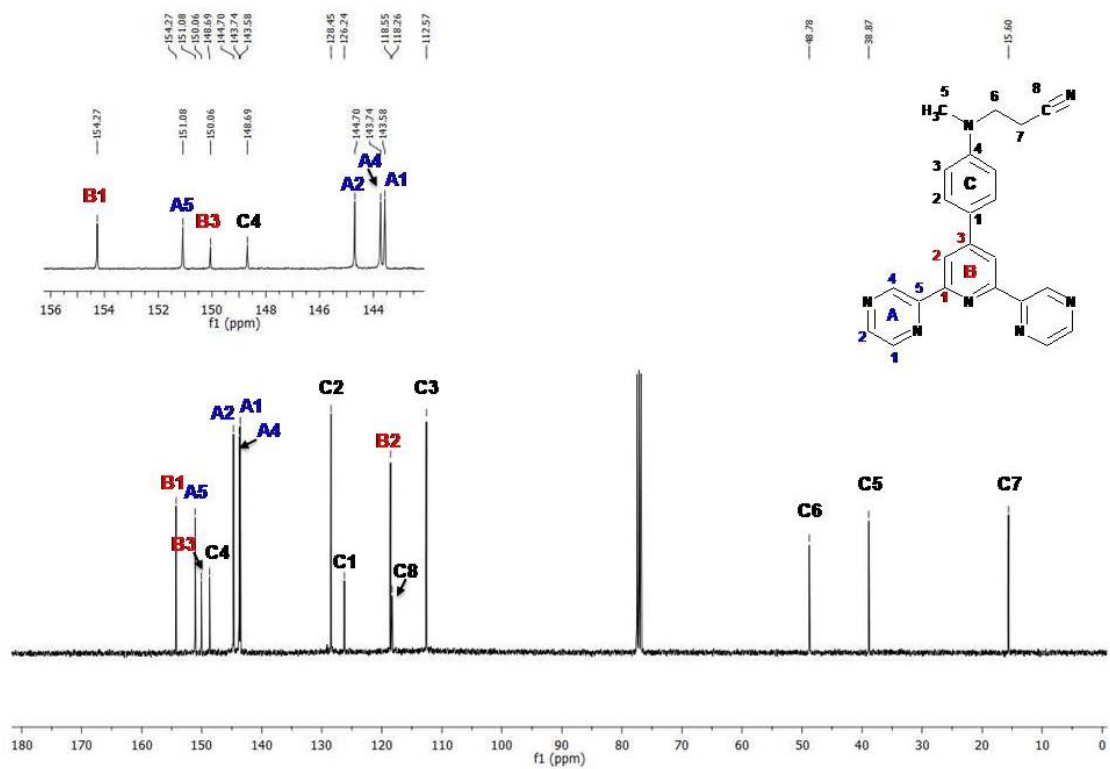 154.27
151.08
150.06
148.69
144.70
143.74
143.58
128.45
126.24
118.55
118.26
112.57
48.78
38.87
15.60
154.27
151.08
150.06
148.69
144.70
143.74
143.58
B1
A5
B3
C4
A2
A4
A1
156 154 152 150 148 146 144
f1 (ppm)
5
H3C
N
6
7
8
N
4
3
C
2
1
3
2
B
1
N
4
5
N
A
N
2
1
N
N
B1
A5
B3
C4
A2
A1
A4
C2
C1
B2
C8
C3
C6
C5
C7
180 170 160 150 140 130 120 110 100 90 80 70 60 50 40 30 20 10 0
f1 (ppm)